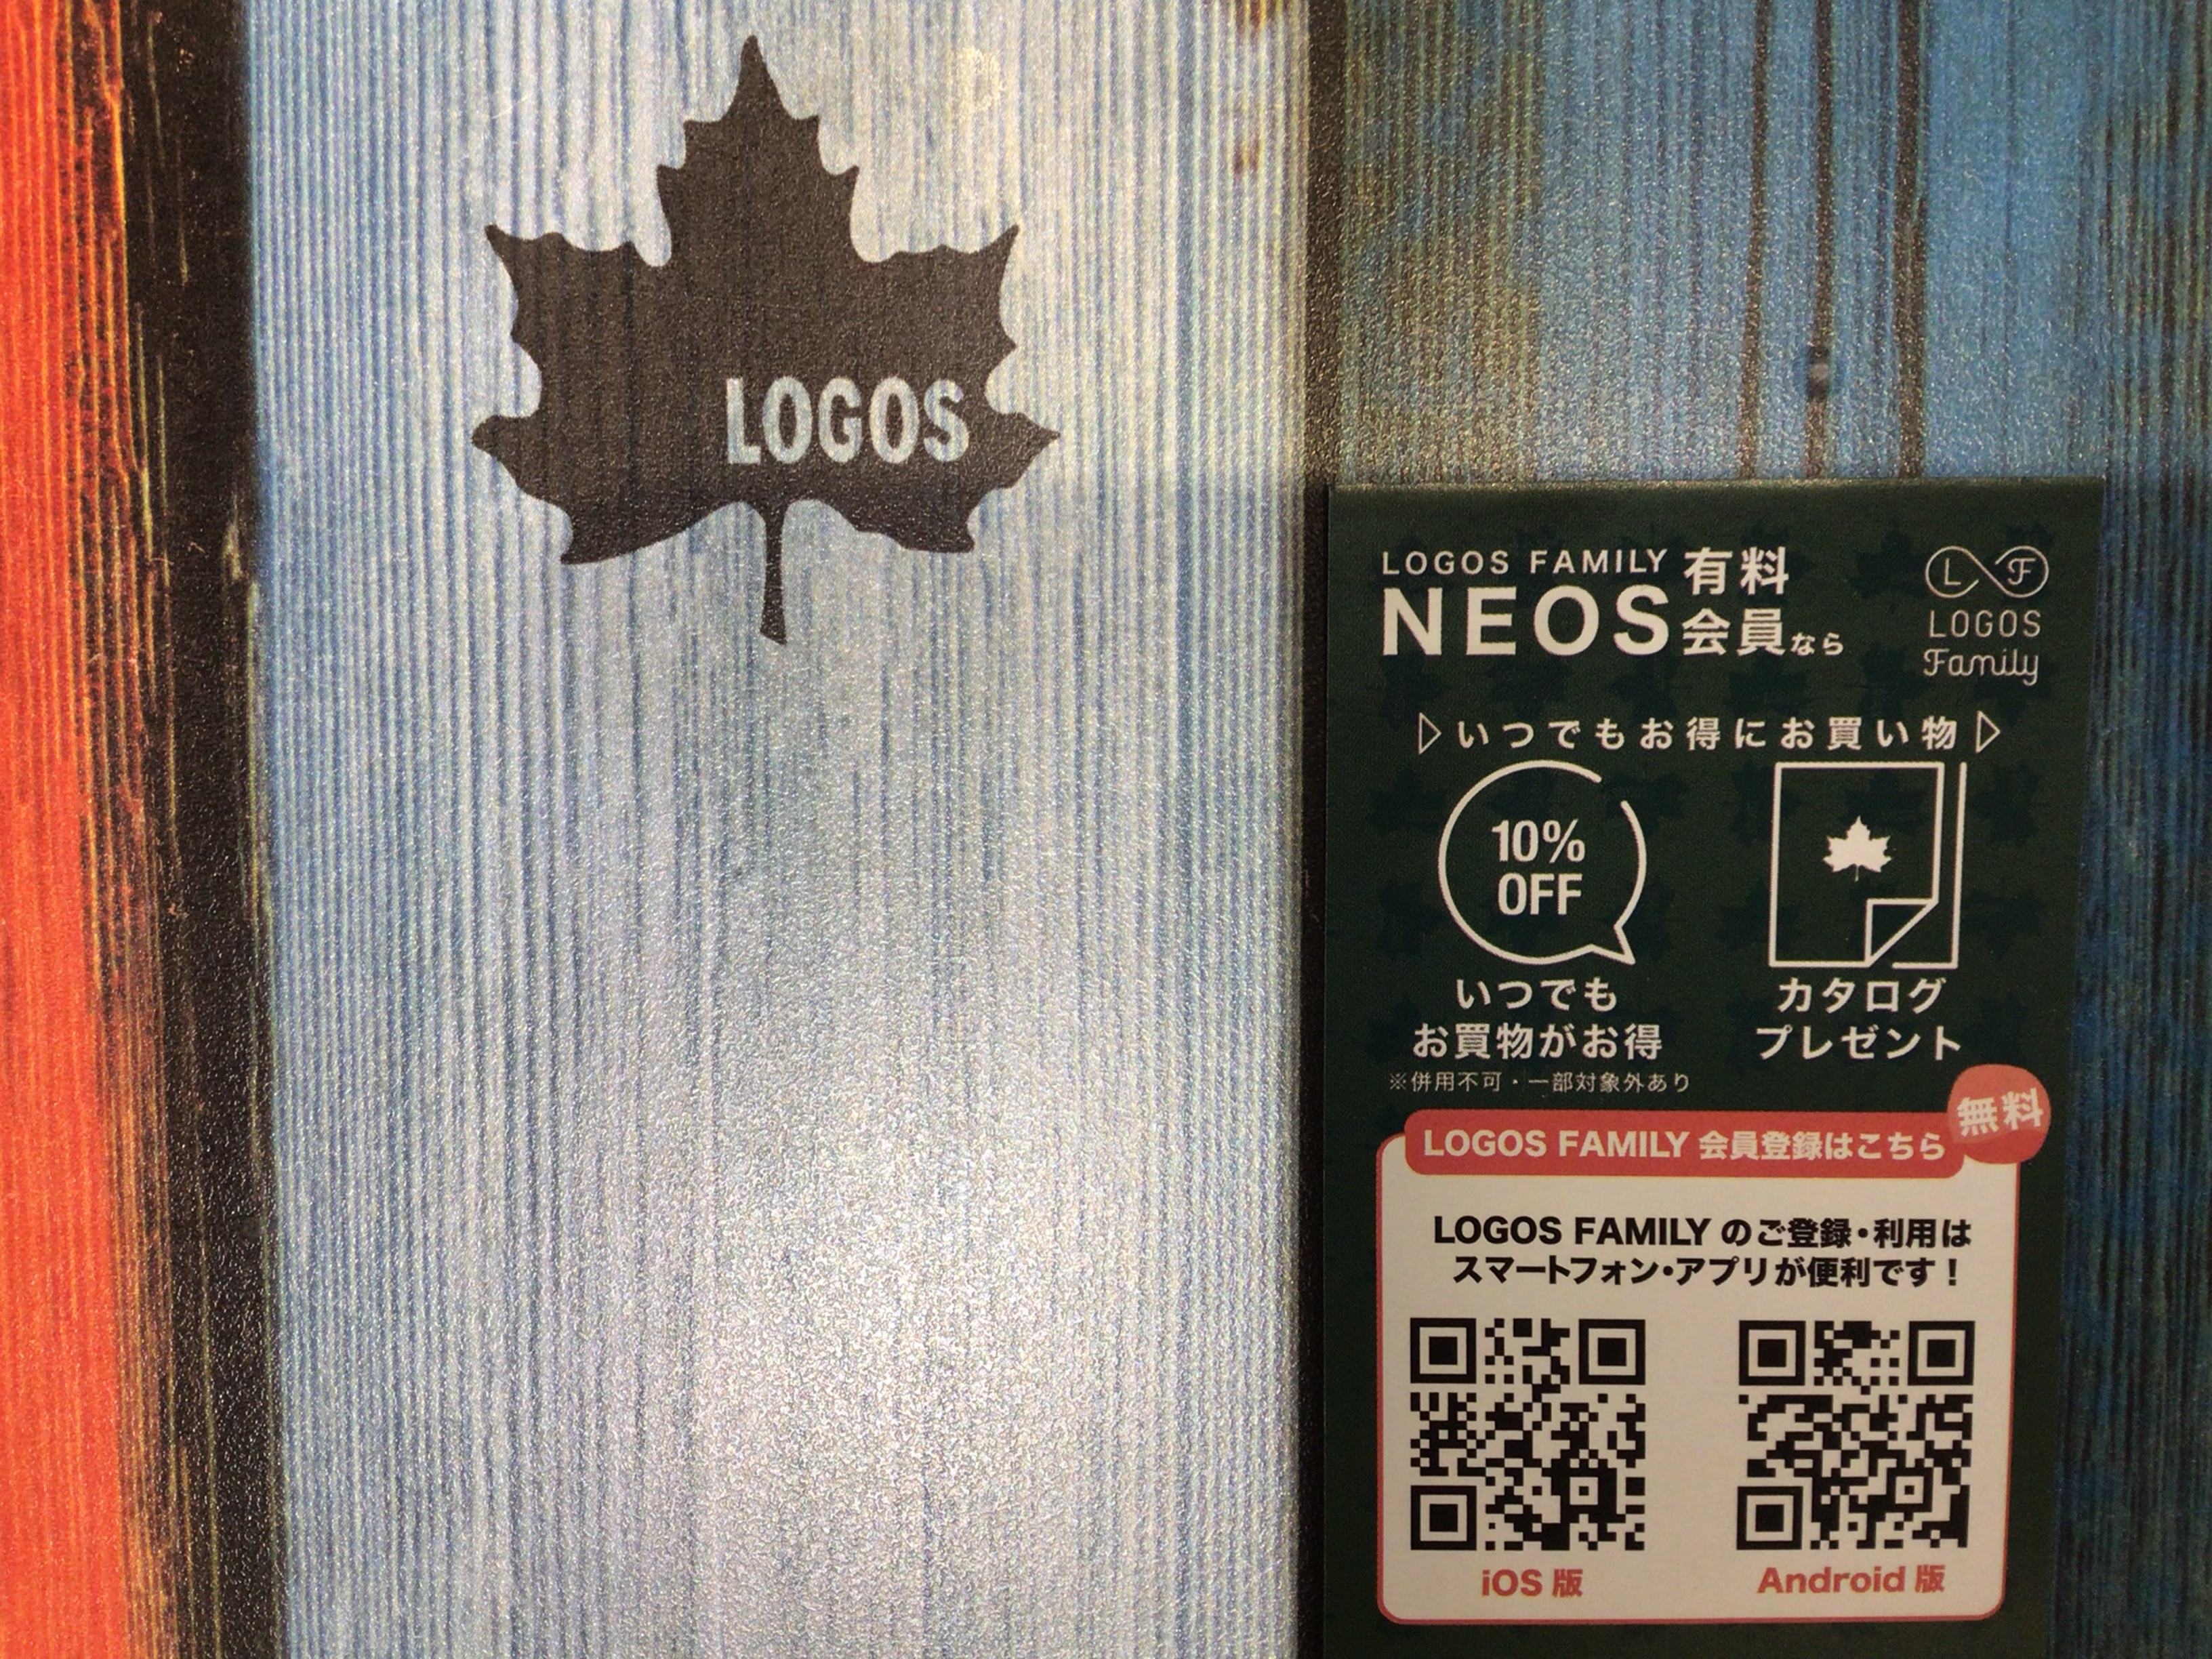 LOGOS
LOGOS FAMILY
NEOS
有料
会員なら
L F
LOGOS
Family
いつでもお得にお買い物
10%
OFF
いつでも
お買物がお得
※併用不可・一部対象外あり
カタログ
プレゼント
無料
LOGOS FAMILY 会員登録はこちら
LOGOS FAMILY のご登録・利用は
スマートフォン・アプリが便利です！
iOS 版
Android 版